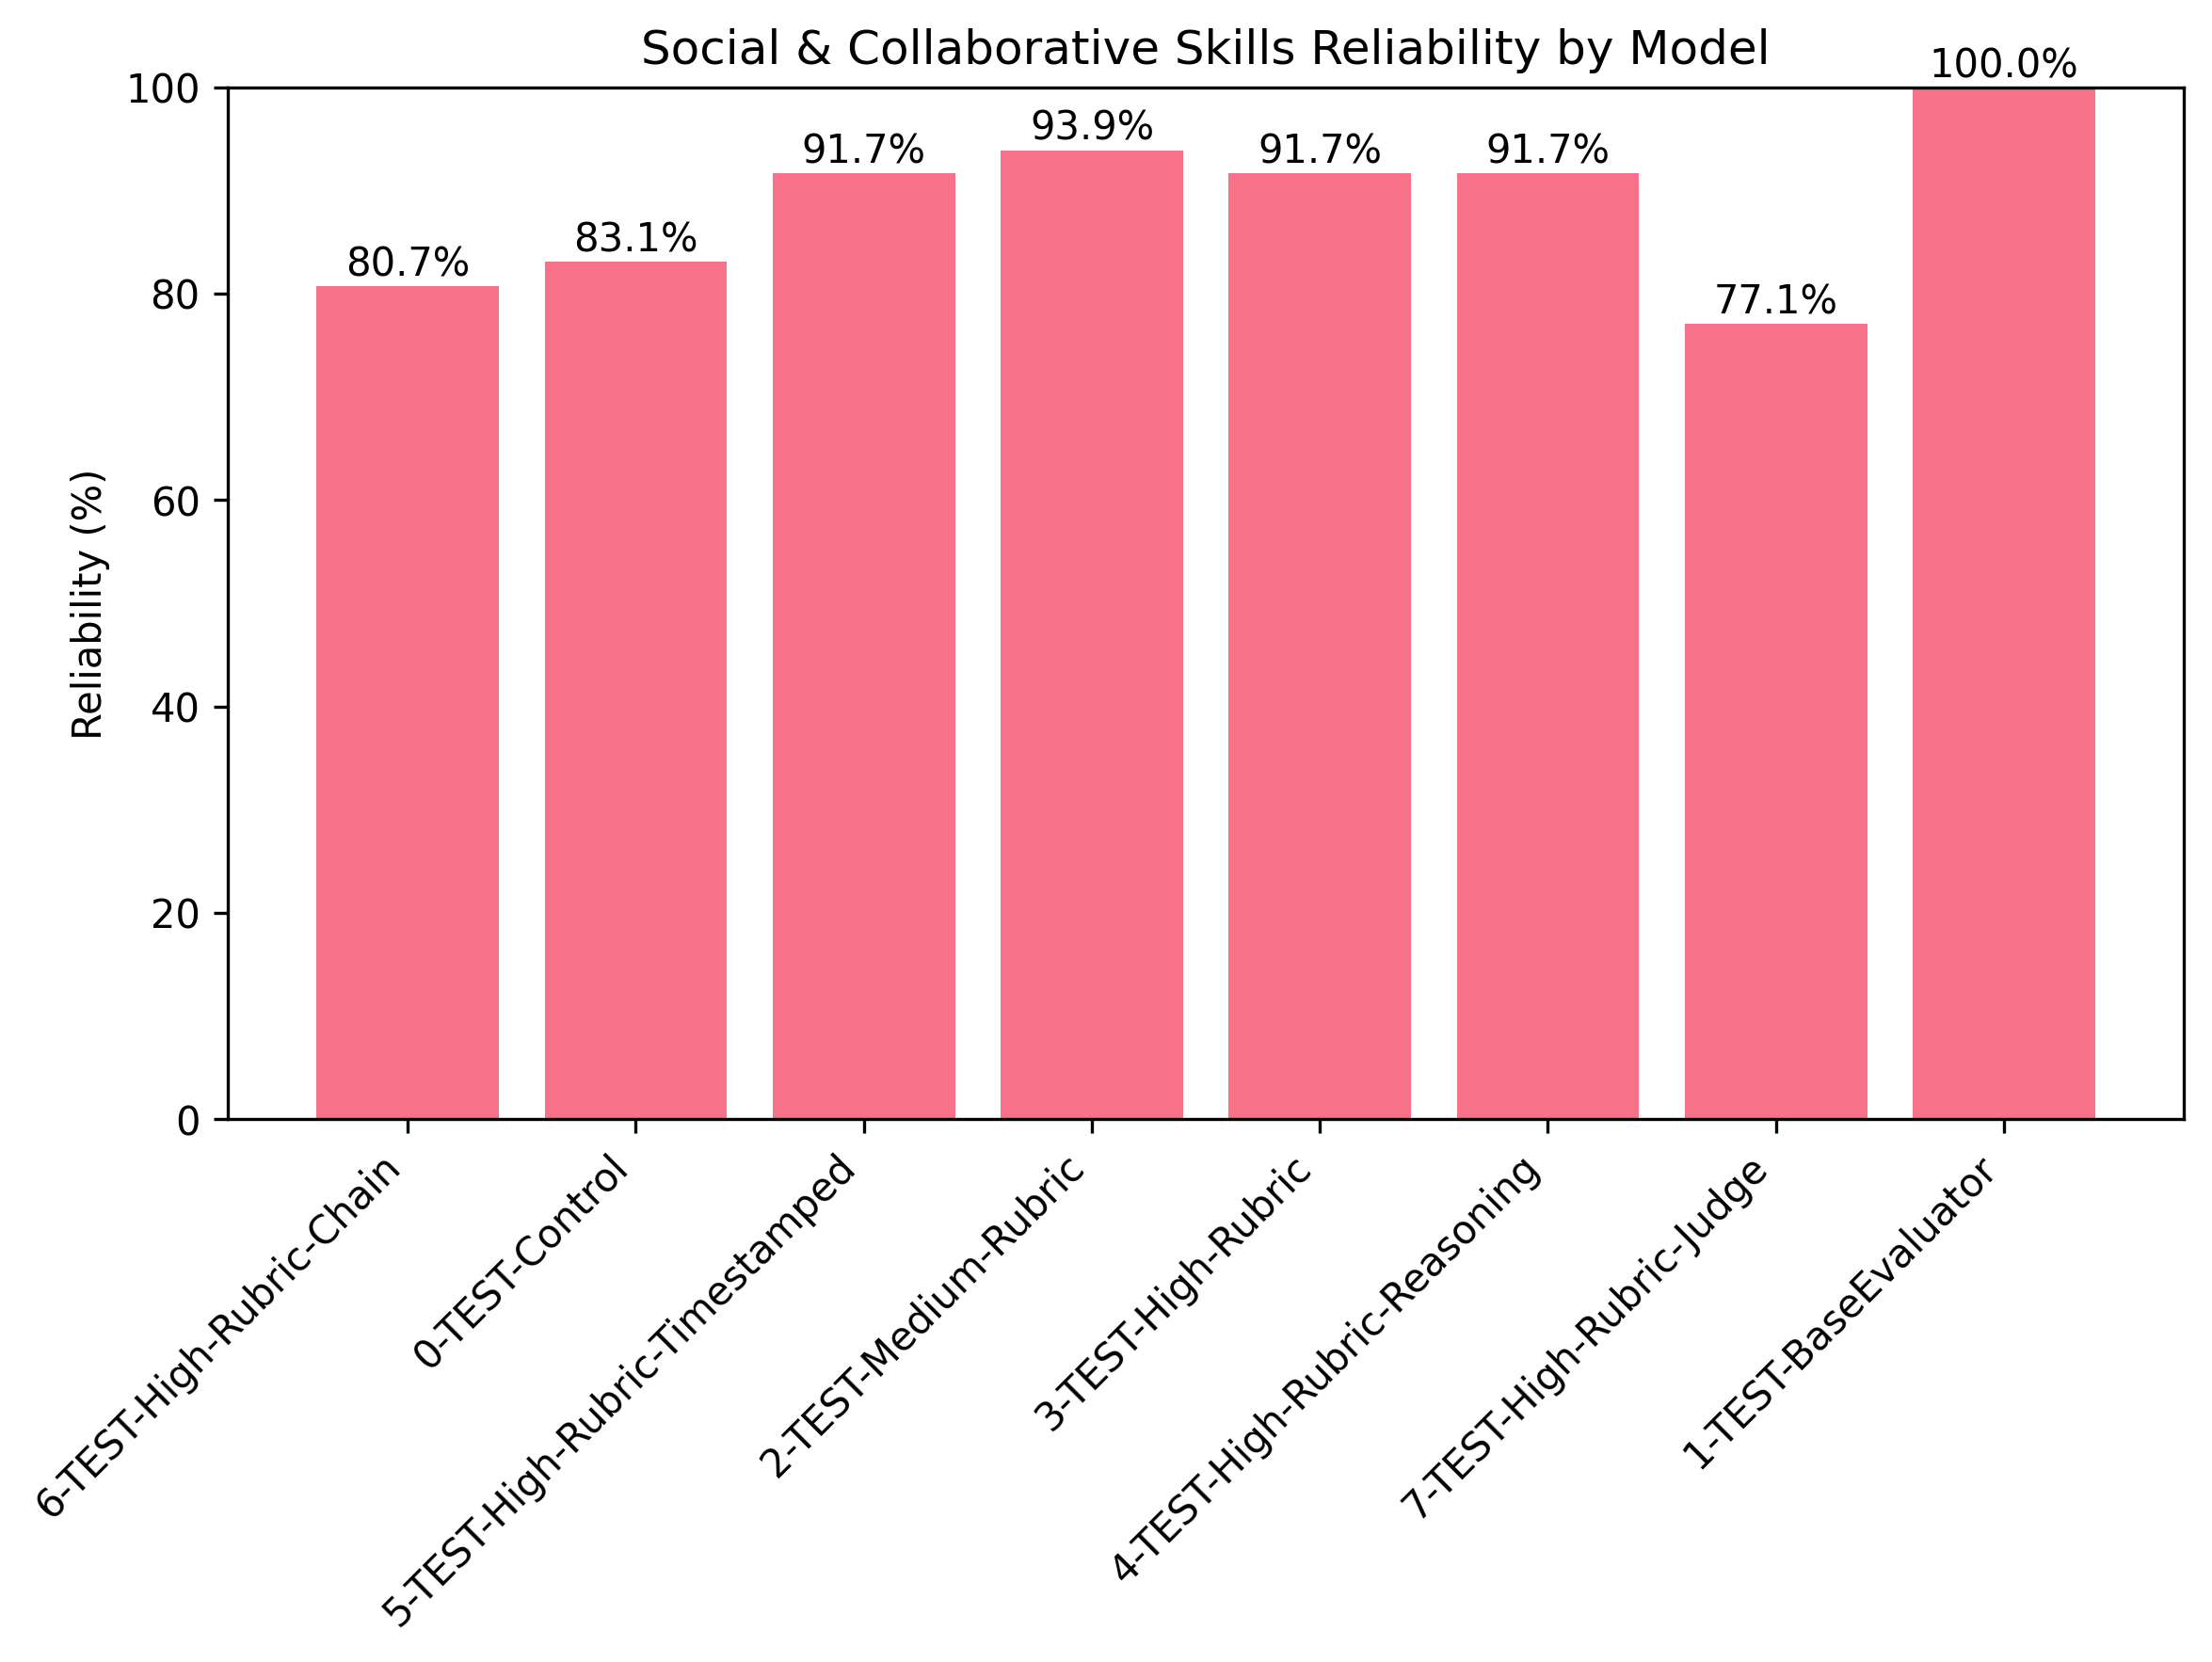 Social & Collaborative Skills Reliability by Model
Reliability (%)
100
80
60
40
20
0
80.7%
83.1%
91.7%
93.9%
91.7%
91.7%
77.1%
100.0%
6-TEST-High-Rubric-Chain
0-TEST-Control
5-TEST-High-Rubric-Timestamped
2-TEST-Medium-Rubric
3-TEST-High-Rubric
4-TEST-High-Rubric-Reasoning
7-TEST-High-Rubric-Judge
1-TEST-BaseEvaluator